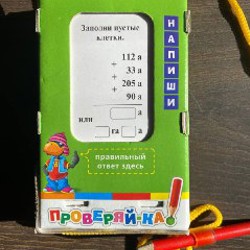 Заполни пустые
клетки.
112 а
+
33 а
+
205 а
+
90 а
а
или
га а
НАПИШИ
правильный
ответ здесь
ПРОВЕРЯЙ-КА!